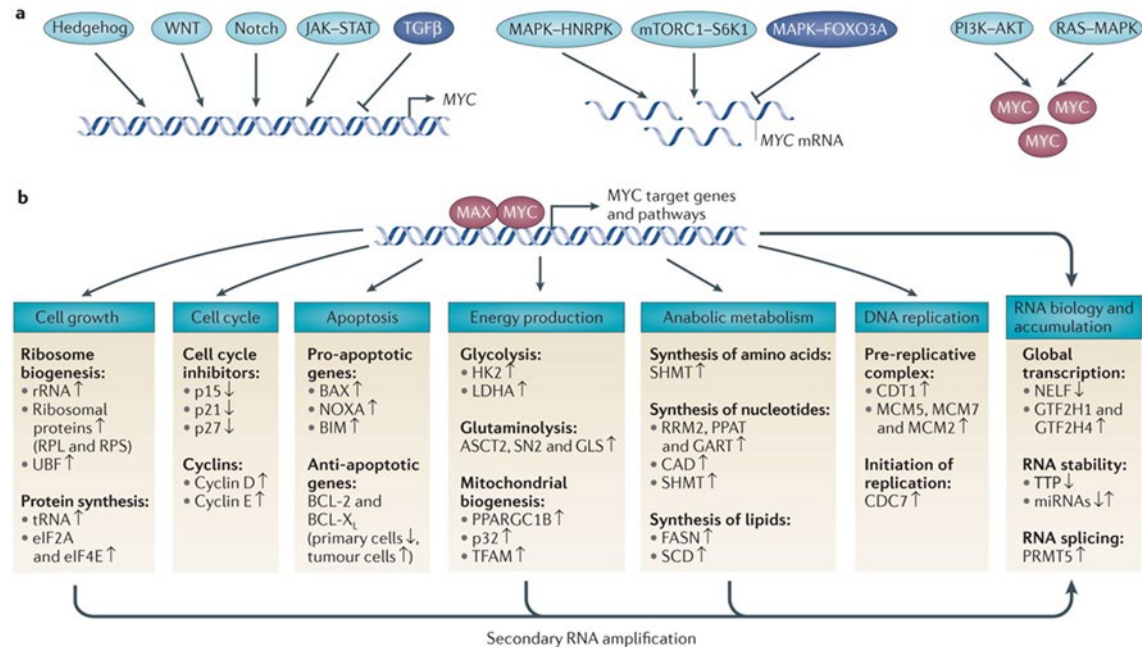 a
Hedgehog
WNT
Notch
JAK–STAT
TGFβ
MYC
MAPK–HNRPK
mTORC1–S6K1
MAPK–FOXO3A
MYC mRNA
PI3K–AKT
RAS–MAPK
MYC
MYC
MYC
b
MAX
MYC
MYC target genes
and pathways
Cell growth
Ribosome
biogenesis:
• rRNA ↑
• Ribosomal
proteins ↑
(RPL and RPS)
• UBF ↑
Protein synthesis:
• tRNA ↑
• eIF2A
and eIF4E ↑
Cell cycle
Cell cycle
inhibitors:
• p15 ↓
• p21 ↓
• p27 ↓
Cyclins:
• Cyclin D ↑
• Cyclin E ↑
Apoptosis
Pro-apoptotic
genes:
• BAX ↑
• NOXA ↑
• BIM ↑
Anti-apoptotic
genes:
BCL-2 and
BCL-XL
(primary cells ↓,
tumour cells ↑)
Energy production
Glycolysis:
• HK2 ↑
• LDHA ↑
Glutaminolysis:
ASCT2, SN2 and GLS ↑
Mitochondrial
biogenesis:
• PPARGC1B ↑
• p32 ↑
• TFAM ↑
Anabolic metabolism
Synthesis of amino acids:
SHMT ↑
Synthesis of nucleotides:
• RRM2, PPAT
and GART ↑
• CAD ↑
• SHMT ↑
Synthesis of lipids:
• FASN ↑
• SCD ↑
DNA replication
Pre-replicative
complex:
• CDT1 ↑
• MCM5, MCM7
and MCM2 ↑
Initiation of
replication:
CDC7 ↑
RNA biology and
accumulation
Global
transcription:
• NELF ↓
• GTF2H1 and
GTF2H4 ↑
RNA stability:
• TTP ↓
• miRNAs ↓↑
RNA splicing:
PRMT5 ↑
Secondary RNA amplification